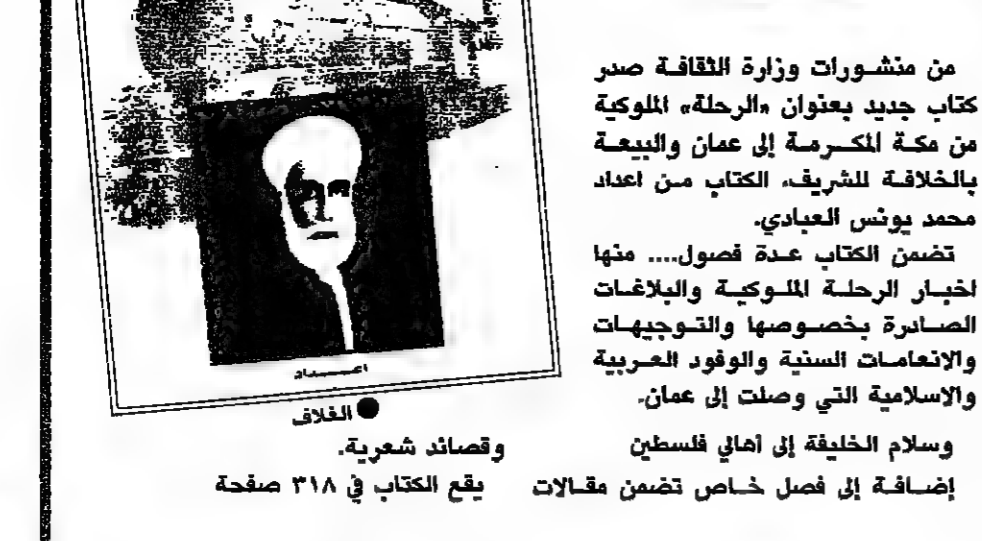 من منشورات وزارة الثقافة صدر
كتاب جديد بعنوان «الرحلة» الملوكية
من مكة المكرمة إلى عمان والبيعة
بالخلافة للشريف، الكتاب من اعداد
محمد يونس العبادي.
تضمن الكتاب عدة فصول.... منها
اخبار الرحلة الملوكية والبلاغات
الصادرة بخصوصها والتوجيهات
والانعامات السنية والوفود العربية
والاسلامية التي وصلت إلى عمان.
وسلام الخليفة إلى أهالي فلسطين
إضافة إلى فصل خاص تضمن مقالات
اعداد
● الغلاف
وقصائد شعرية.
يقع الكتاب في ٣١٨ صفحة